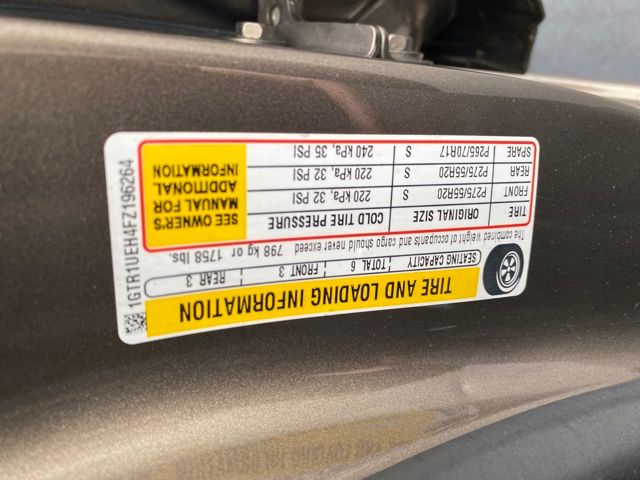 TIRE AND LOADING INFORMATION
SEATING CAPACITY TOTAL 6 FRONT 3 REAR 3
The combined weight of occupants and cargo should never exceed 798 kg or 1758 lbs.
TIRE ORIGINAL SIZE COLD TIRE PRESSURE
FRONT P275/55R20 S 220 kPa, 32 PSI
REAR P275/55R20 S 220 kPa, 32 PSI
SPARE P265/70R17 S 240 kPa, 35 PSI
SEE OWNER'S
MANUAL FOR
ADDITIONAL
INFORMATION
1GTR1UEH4FZ196264